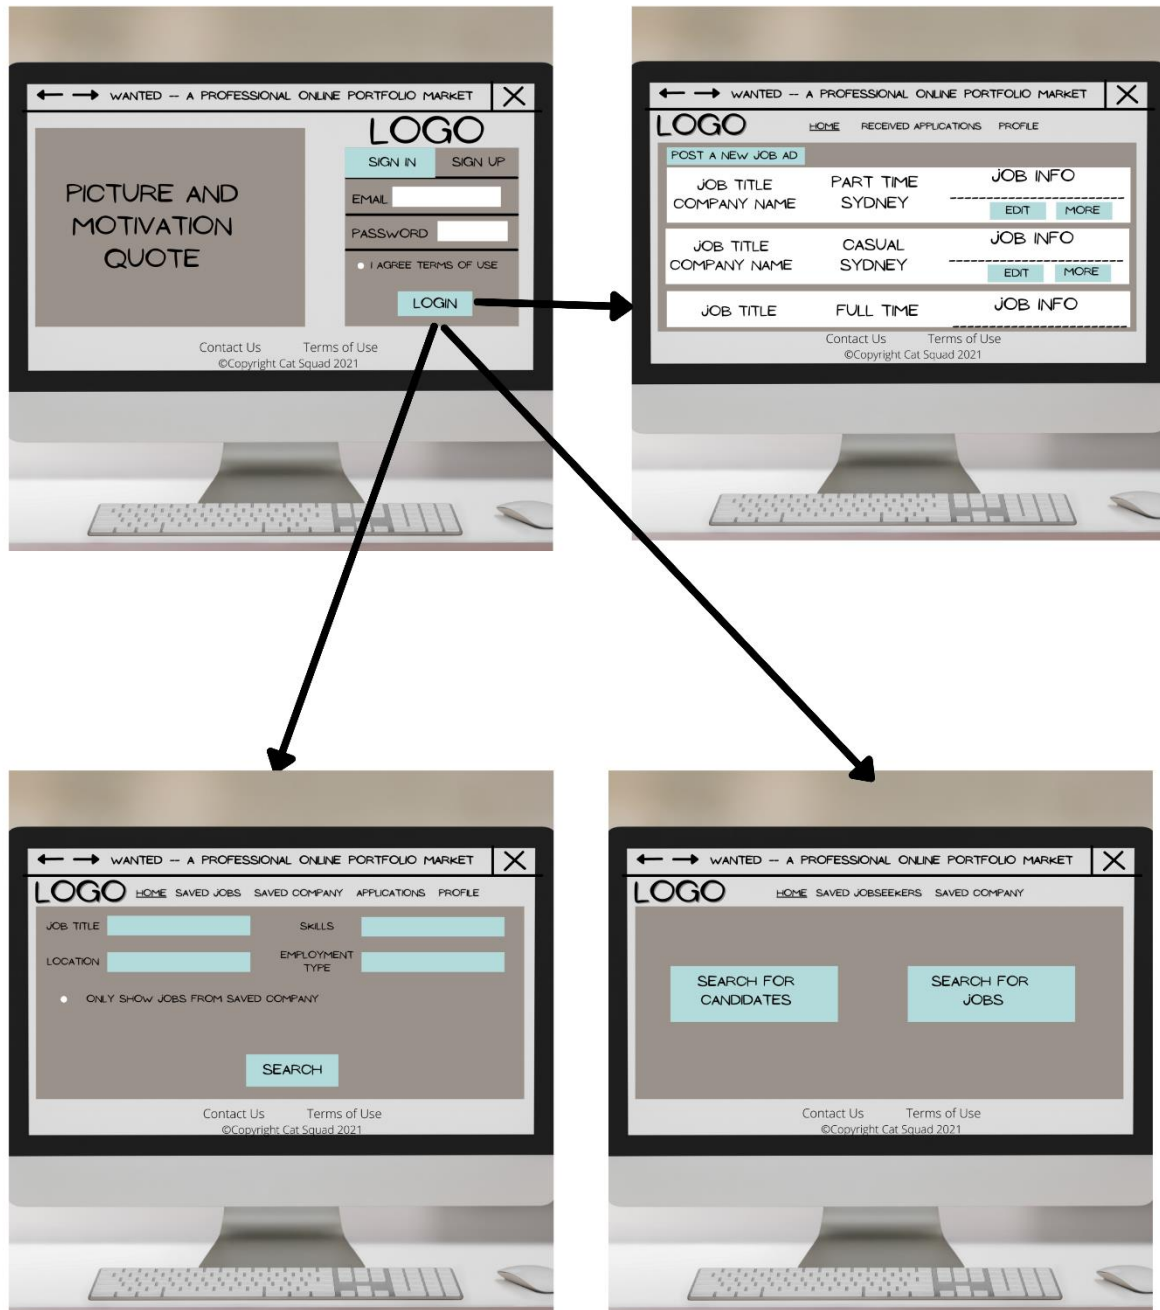 WANTED -- A PROFESSIONAL ONLINE PORTFOLIO MARKET
LOGO
PICTURE AND
MOTIVATION
QUOTE
SIGN IN SIGN UP
EMAIL
PASSWORD
I AGREE TERMS OF USE
LOGIN
Contact Us Terms of Use
©Copyright Cat Squad 2021
WANTED -- A PROFESSIONAL ONLINE PORTFOLIO MARKET
LOGO HOME RECEIVED APPLICATIONS PROFILE
POST A NEW JOB AD
JOB TITLE PART TIME JOB INFO
COMPANY NAME SYDNEY
EDIT MORE
JOB TITLE CASUAL JOB INFO
COMPANY NAME SYDNEY
EDIT MORE
JOB TITLE FULL TIME JOB INFO
Contact Us Terms of Use
©Copyright Cat Squad 2021
WANTED -- A PROFESSIONAL ONLINE PORTFOLIO MARKET
LOGO HOME SAVED JOBS SAVED COMPANY APPLICATIONS PROFILE
JOB TITLE SKILLS
LOCATION EMPLOYMENT
TYPE
ONLY SHOW JOBS FROM SAVED COMPANY
SEARCH
Contact Us Terms of Use
©Copyright Cat Squad 2021
WANTED -- A PROFESSIONAL ONLINE PORTFOLIO MARKET
LOGO HOME SAVED JOBSEEKERS SAVED COMPANY
SEARCH FOR
CANDIDATES
SEARCH FOR
JOBS
Contact Us Terms of Use
©Copyright Cat Squad 2021